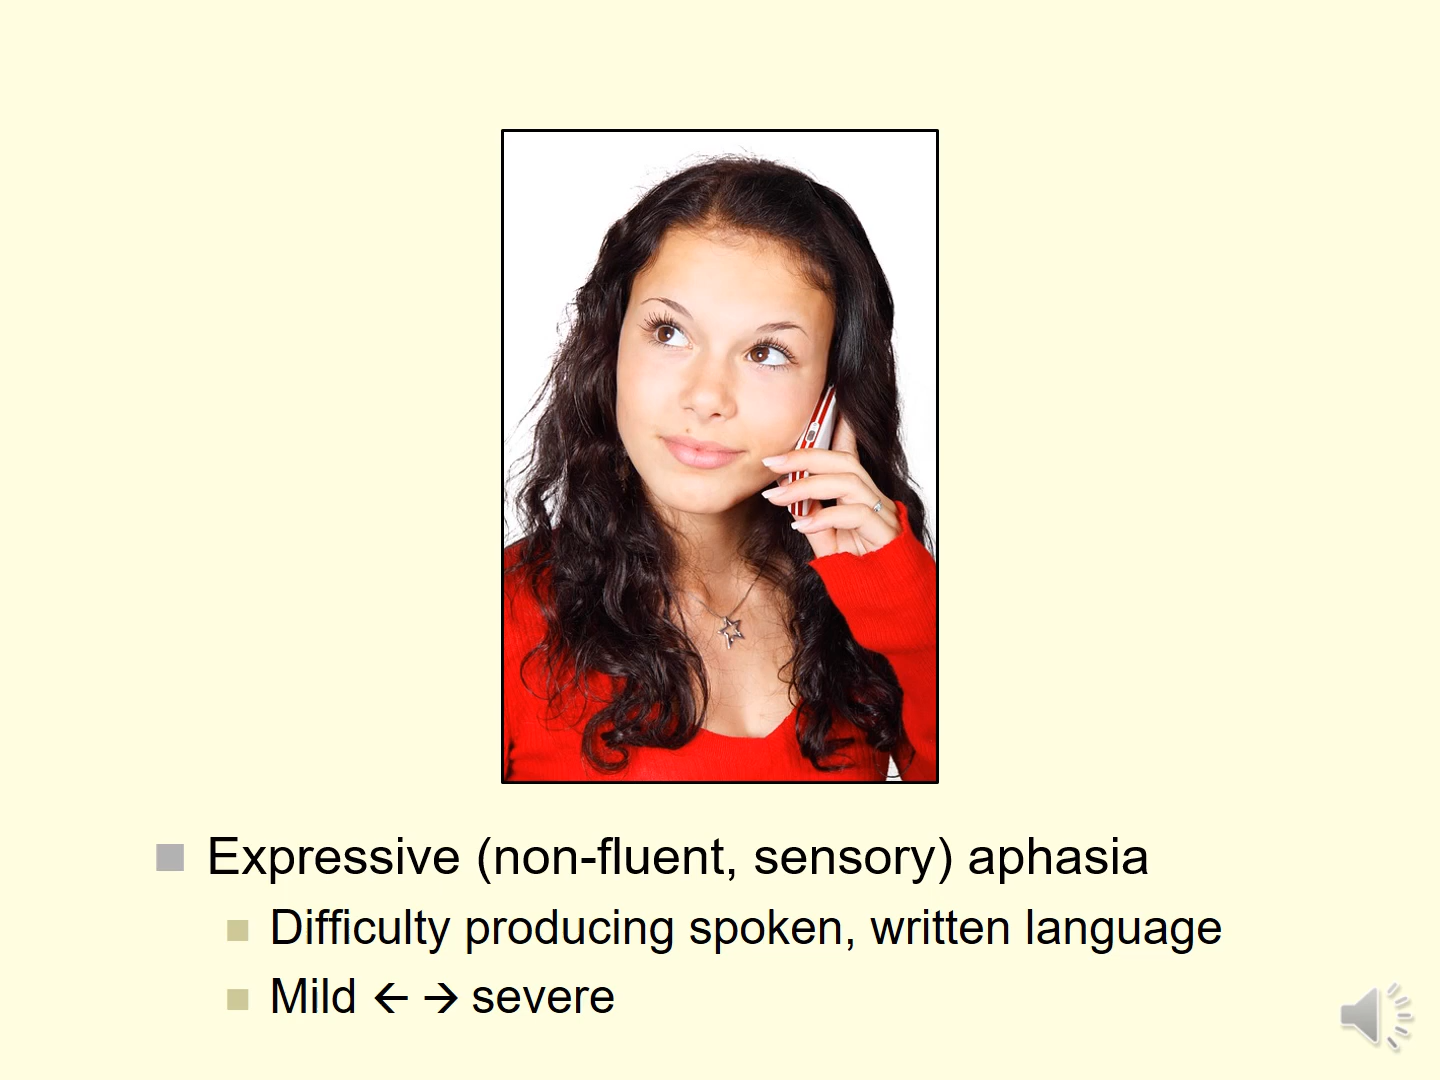 Expressive (non-fluent, sensory) aphasia
Difficulty producing spoken, written language
Mild ← → severe